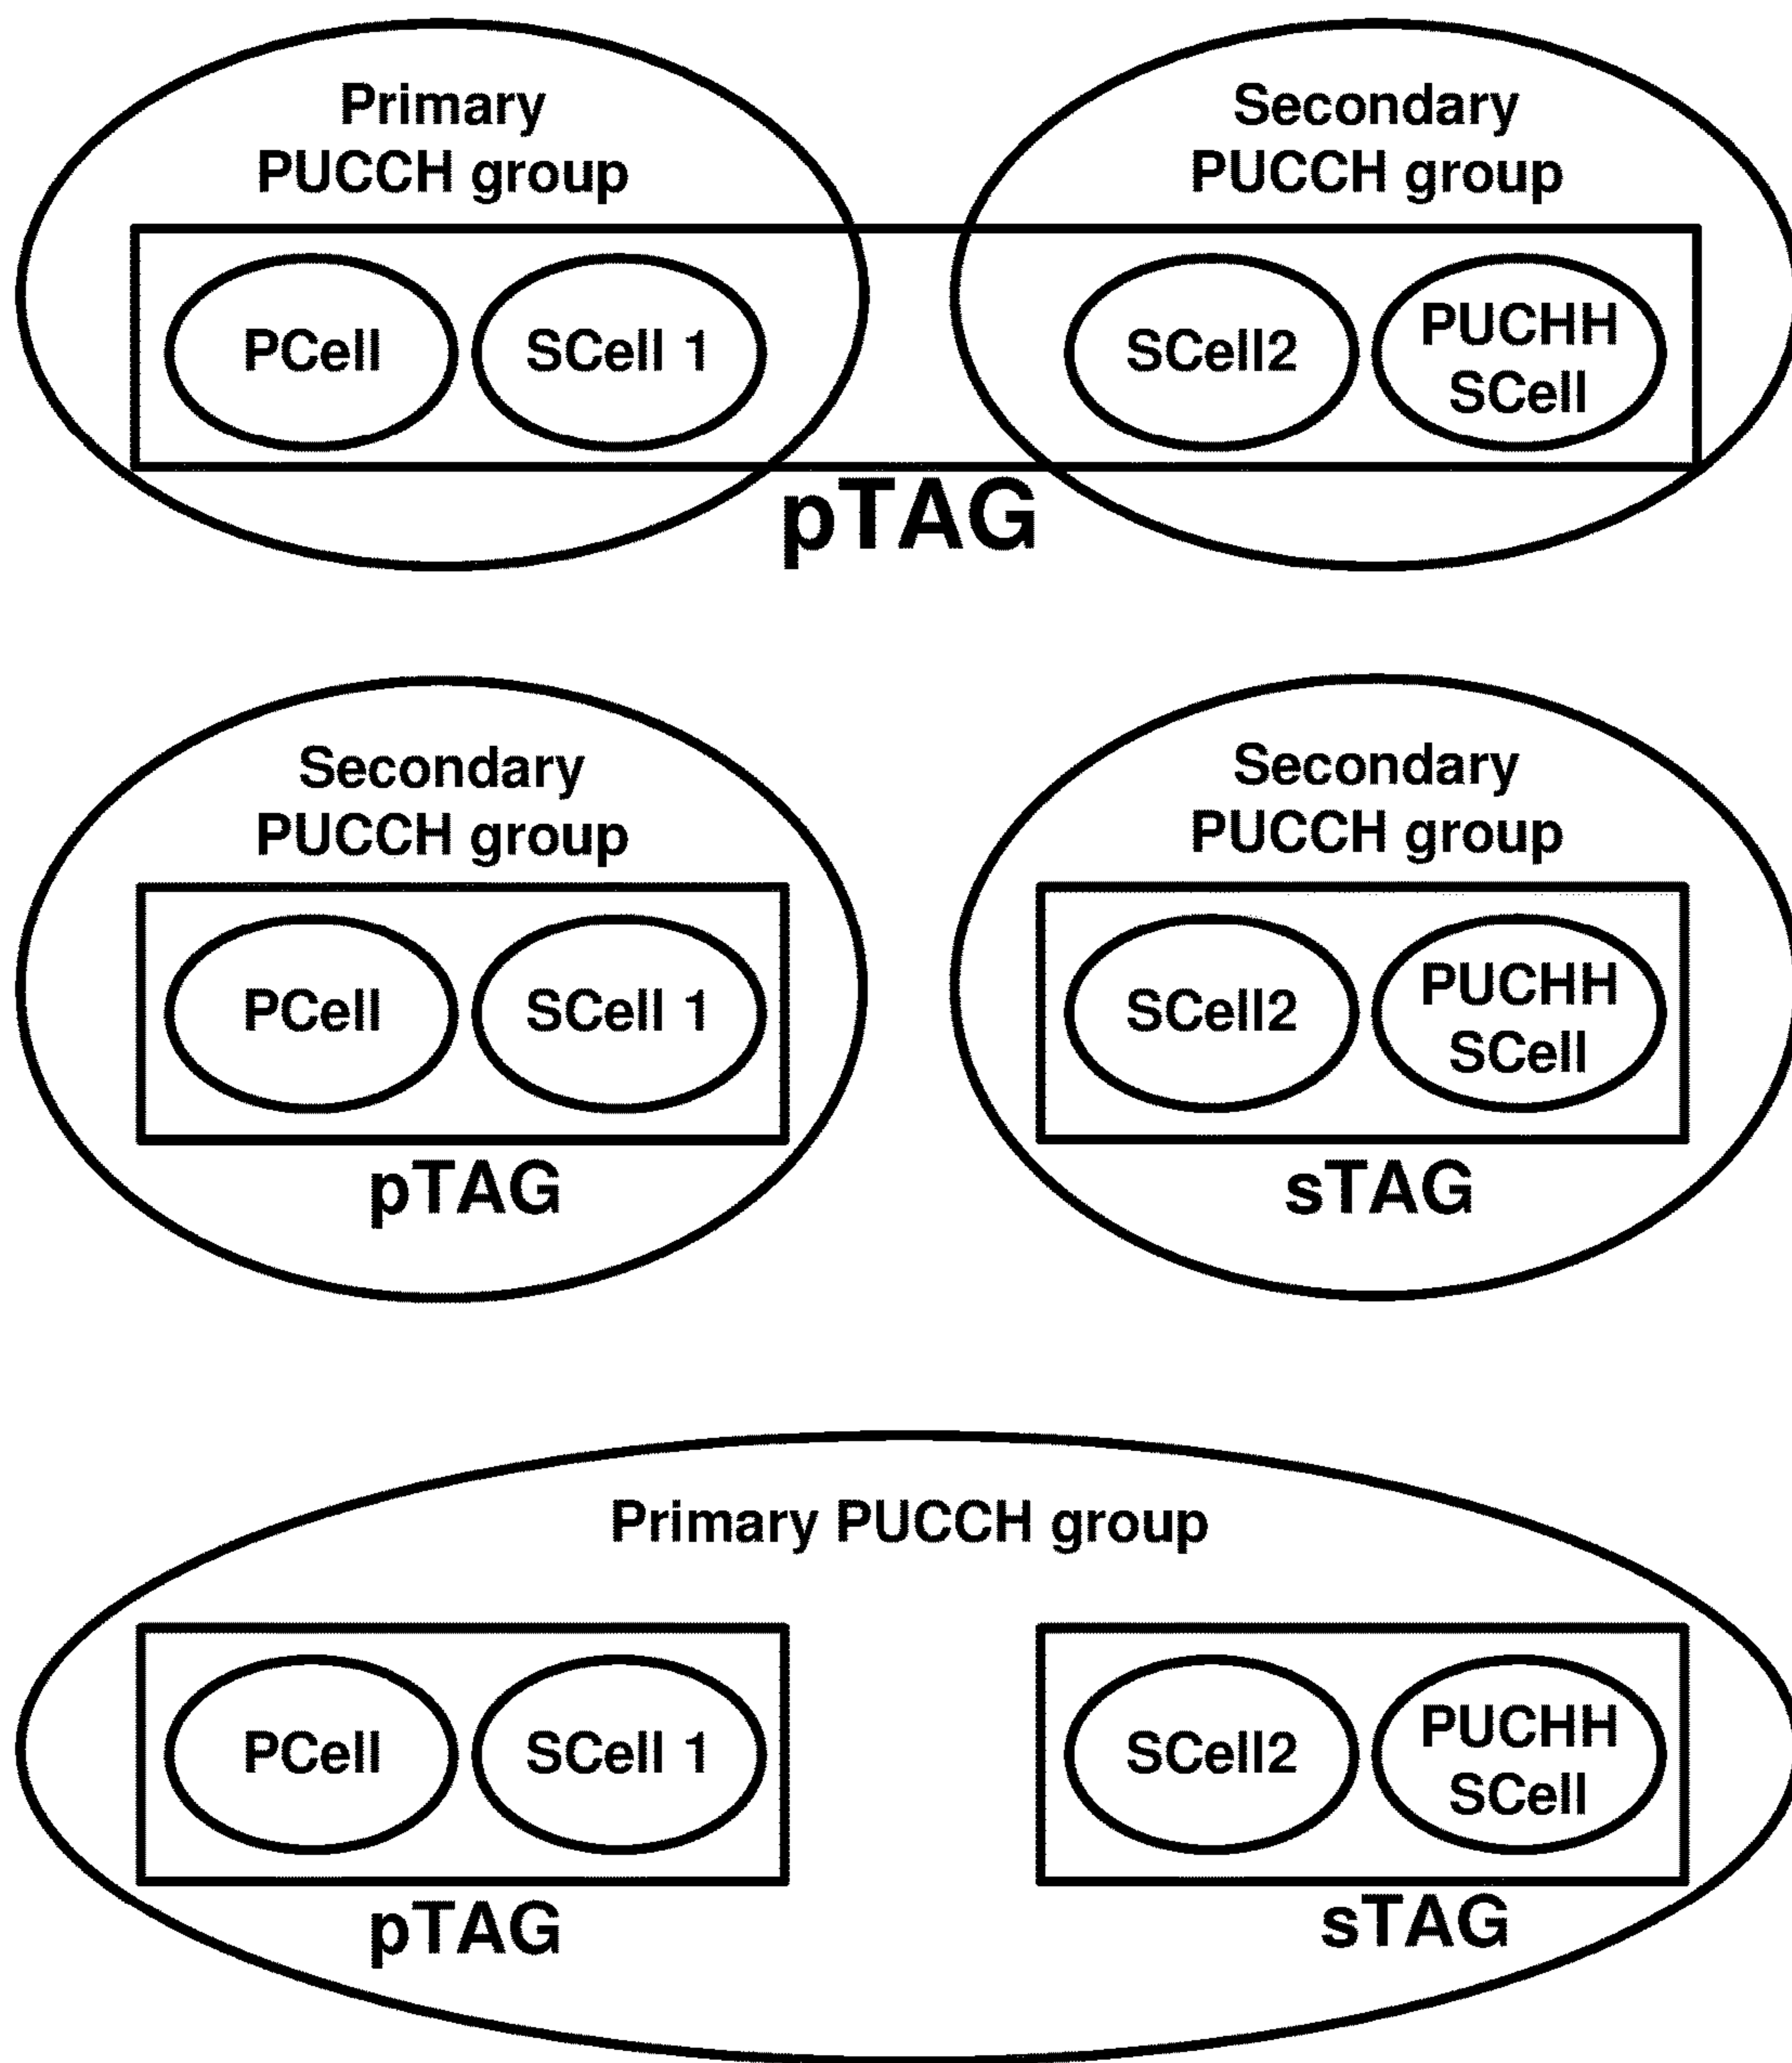 Primary
PUCCH group
Secondary
PUCCH group
PCell
SCell 1
SCell2
PUCHH
SCell
pTAG
Secondary
PUCCH group
Secondary
PUCCH group
PCell
SCell 1
SCell2
PUCHH
SCell
pTAG
sTAG
Primary PUCCH group
PCell
SCell 1
SCell2
PUCHH
SCell
pTAG
sTAG